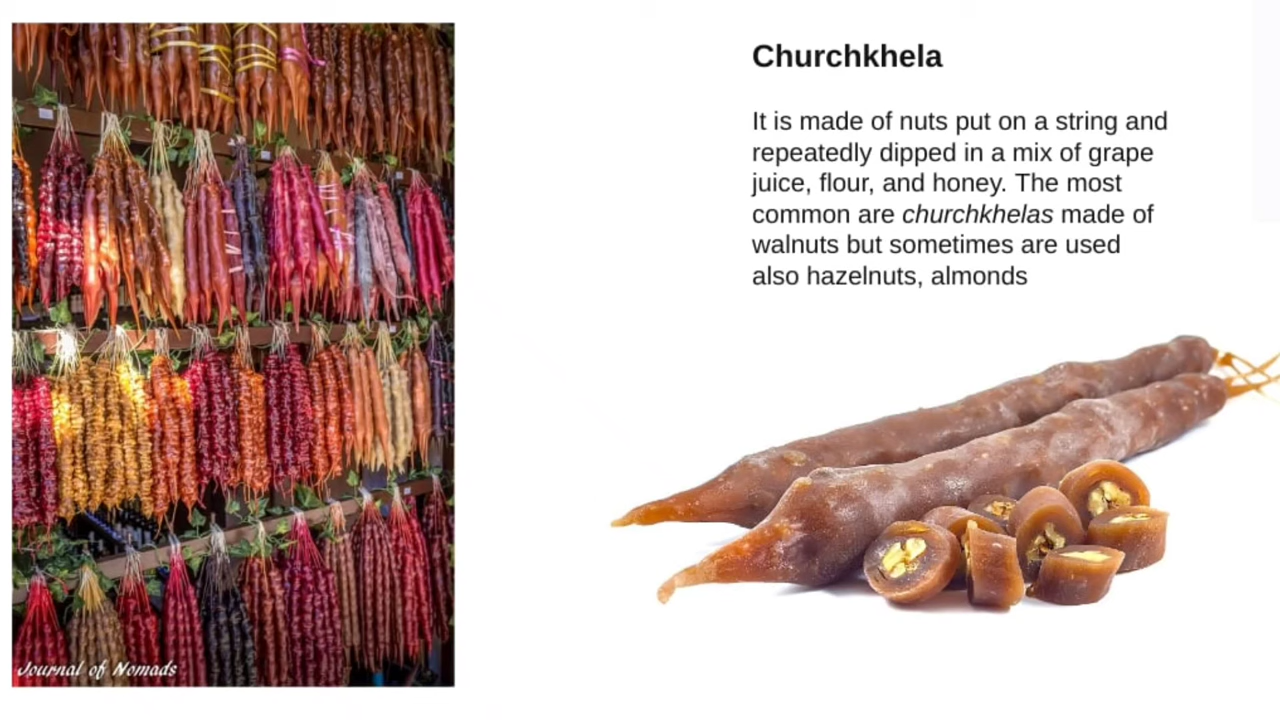 Churchkhela
It is made of nuts put on a string and
repeatedly dipped in a mix of grape
juice, flour, and honey. The most
common are churchkhelas made of
walnuts but sometimes are used
also hazelnuts, almonds
Journal of Nomads